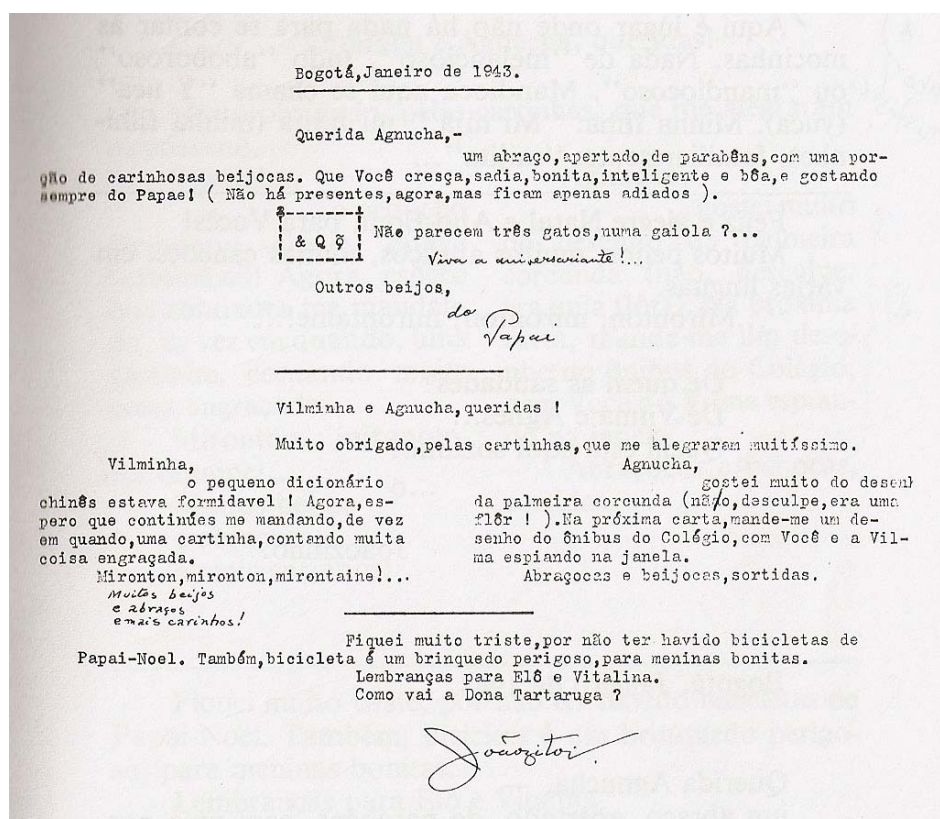 Bogotá,Janeiro de 1943.
Querida Agnucha,-
um abraço,apertado,de parabêns,com uma por-
ção de carinhosas beijocas. Que Você cresça,sadia,bonita,inteligente e bôa,e gostando
sempre do Papae! ( Não há presentes,agora,mas ficam apenas adiados ).
& Q õ̃ Não parecem três gatos,numa gaiola ?...
Viva a aniversariante !...
Outros beijos,
do
Papai
Vilminha e Agnucha,queridas !
Muito obrigado,pelas cartinhas,que me alegraram muitíssimo.
Vilminha,
o pequeno dicionário
chinês estava formidavel ! Agora,es-
pero que continúes me mandando,de vez
em quando,uma cartinha,contando muita
coisa engraçada.
Mironton,mironton,mirontaine!...
Muitos beijos
e abraços
e mais carinhos!
Agnucha,
gostei muito do desenh
da palmeira corcunda (não,desculpe,era uma
flôr ! ).Na próxima carta,mande-me um de-
senho do ônibus do Colégio,com Você e a Vil-
ma espiando na janela.
Abraçocas e beijocas,sortidas.
Fiquei muito triste,por não ter havido bicicletas de
Papai-Noel. Também,bicicleta é um brinquedo perigoso,para meninas bonitas.
Lembranças para Elô e Vitalina.
Como vai a Dona Tartaruga ?
Joãozitoi